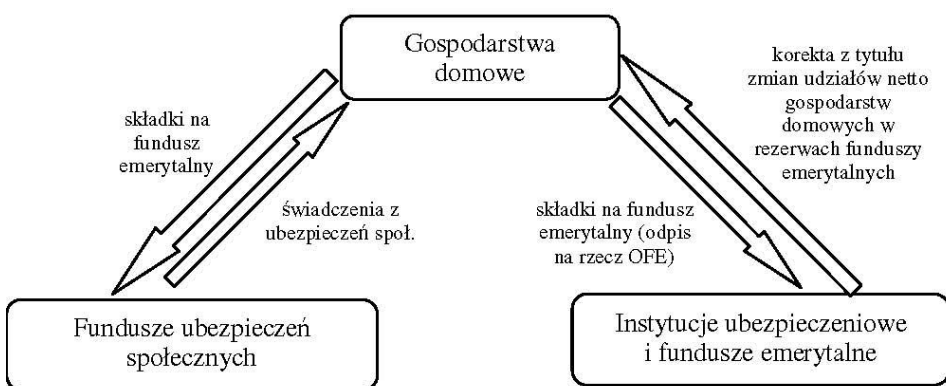 Gospodarstwa
domowe
składki na
fundusz
emerytalny
świadczenia z
ubezpieczeń społ.
korekta z tytułu
zmian udziałów netto
gospodarstw
domowych w
rezerwach funduszy
emerytalnych
składki na fundusz
emerytalny (odpis
na rzecz OFE)
Fundusze ubezpieczeń
społecznych
Instytucje ubezpieczeniowe
i fundusze emerytalne